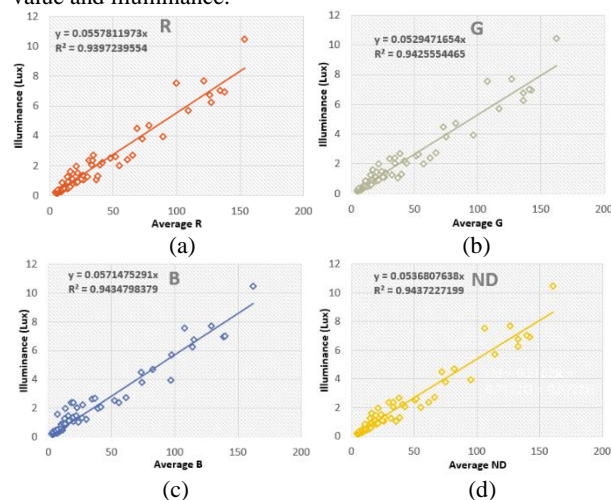 value and illuminance.
R
y = 0.0557811973x
R² = 0.9397239554
Illuminance (Lux)
12
10
8
6
4
2
0
0 50 100 150 200
Average R
(a)
G
y = 0.0529471654x
R² = 0.9425554465
Illuminance (Lux)
12
10
8
6
4
2
0
0 50 100 150 200
Average G
(b)
B
y = 0.0571475291x
R² = 0.9434798379
Illuminance (Lux)
12
10
8
6
4
2
0
0 50 100 150 200
Average B
(c)
ND
y = 0.0536807638x
R² = 0.9437227199
Illuminance (Lux)
12
10
8
6
4
2
0
0 50 100 150 200
Average ND
(d)